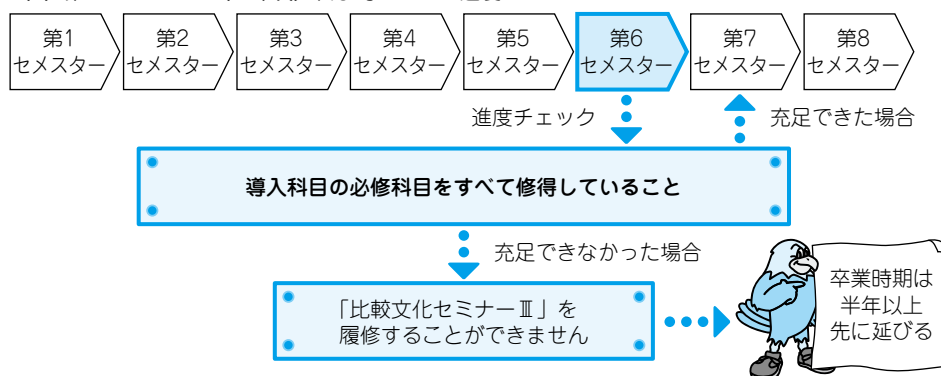 第1
セメスター
第2
セメスター
第3
セメスター
第4
セメスター
第5
セメスター
第6
セメスター
第7
セメスター
第8
セメスター
進度チェック
充足できた場合
導入科目の必修科目をすべて修得していること
充足できなかった場合
「比較文化セミナーⅢ」を
履修することができません
卒業時期は
半年以上
先に延びる